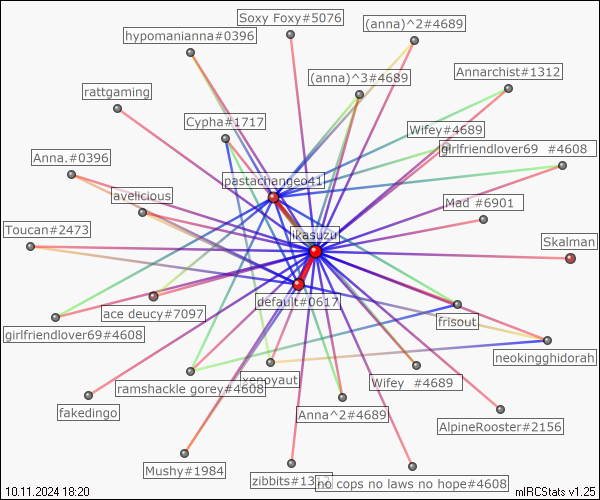 Soxy Foxy#5076
(anna)^2#4689
hypomanianna#0396
(anna)^3#4689
Annarchist#1312
rattgaming
Cypha#1717
Wifey#4689
girlfriendlover69 #4608
Anna.#0396
pastachangeo41
avelicious
Mad #6901
Toucan#2473
ikasuzu
Skalman
default#0617
ace deucy#7097
frisout
girlfriendlover69#4608
neokingghidorah
xenoyaut
Wifey #4689
ramshackle gorey#4608
fakedingo
Anna^2#4689
AlpineRooster#2156
Mushy#1984
zibbits#13
no cops no laws no hope#4608
10.11.2024 18:20
mIRCStats v1.25